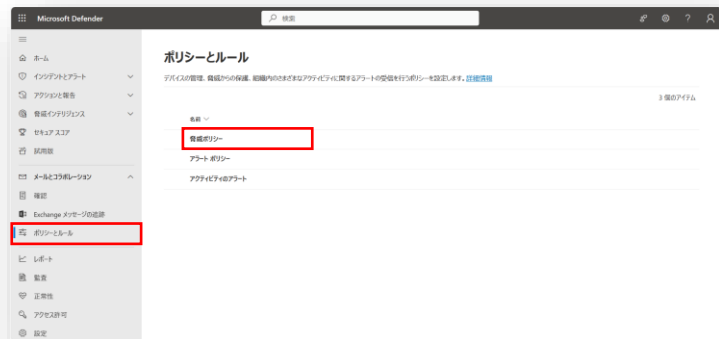 Microsoft Defender
検索
ホーム
インシデントとアラート
アクションと報告
脅威インテリジェンス
セキュア スコア
試用版
メールとコラボレーション
確認
Exchange メッセージの追跡
ポリシーとルール
レポート
監査
正常性
アクセス許可
設定
ポリシーとルール
デバイスの管理、脅威からの保護、組織内のさまざまなアクティビティに関するアラートの受信を行うポリシーを設定します。詳細情報
3 個のアイテム
名前
脅威ポリシー
アラート ポリシー
アクティビティのアラート